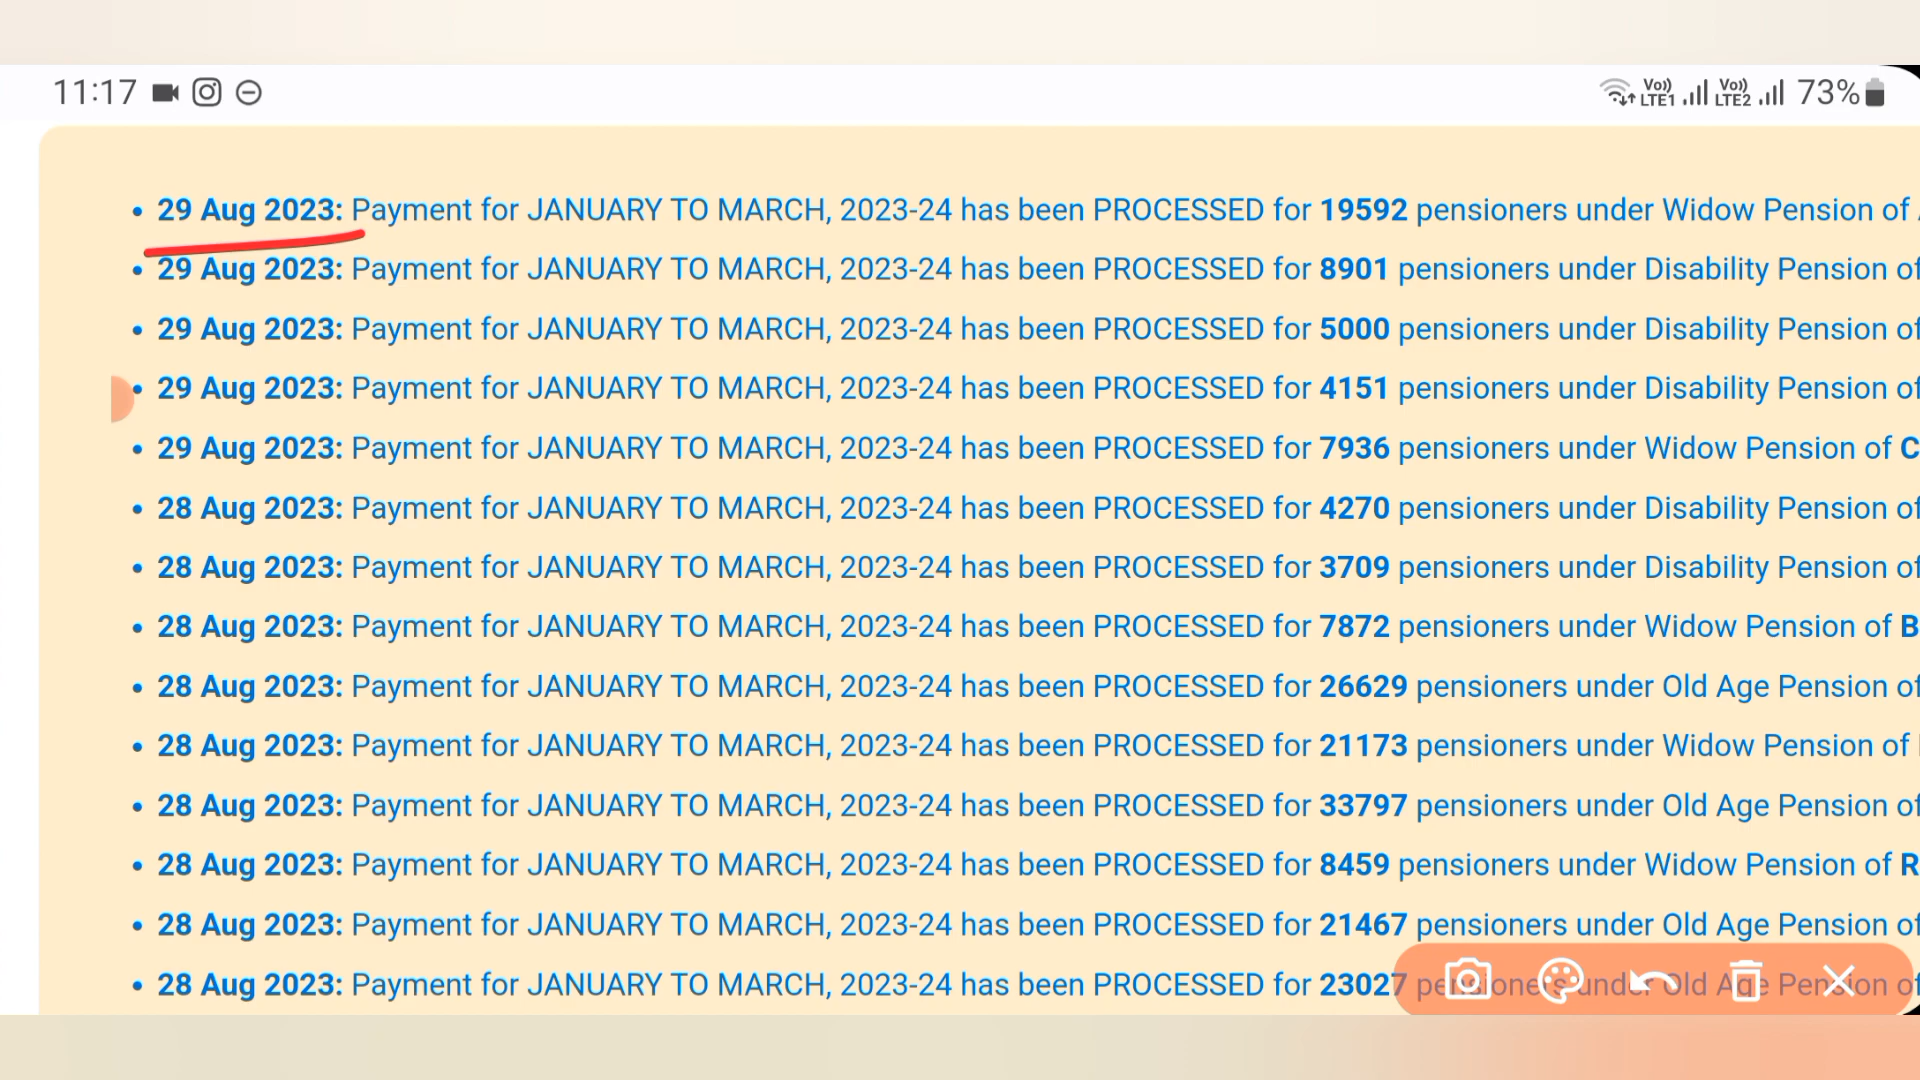 11:17 Vo)) LTE1 Vo)) LTE2 73%
• 29 Aug 2023: Payment for JANUARY TO MARCH, 2023-24 has been PROCESSED for 19592 pensioners under Widow Pension of
• 29 Aug 2023: Payment for JANUARY TO MARCH, 2023-24 has been PROCESSED for 8901 pensioners under Disability Pension of
• 29 Aug 2023: Payment for JANUARY TO MARCH, 2023-24 has been PROCESSED for 5000 pensioners under Disability Pension of
• 29 Aug 2023: Payment for JANUARY TO MARCH, 2023-24 has been PROCESSED for 4151 pensioners under Disability Pension of
• 29 Aug 2023: Payment for JANUARY TO MARCH, 2023-24 has been PROCESSED for 7936 pensioners under Widow Pension of C
• 28 Aug 2023: Payment for JANUARY TO MARCH, 2023-24 has been PROCESSED for 4270 pensioners under Disability Pension of
• 28 Aug 2023: Payment for JANUARY TO MARCH, 2023-24 has been PROCESSED for 3709 pensioners under Disability Pension of
• 28 Aug 2023: Payment for JANUARY TO MARCH, 2023-24 has been PROCESSED for 7872 pensioners under Widow Pension of B
• 28 Aug 2023: Payment for JANUARY TO MARCH, 2023-24 has been PROCESSED for 26629 pensioners under Old Age Pension of
• 28 Aug 2023: Payment for JANUARY TO MARCH, 2023-24 has been PROCESSED for 21173 pensioners under Widow Pension of
• 28 Aug 2023: Payment for JANUARY TO MARCH, 2023-24 has been PROCESSED for 33797 pensioners under Old Age Pension of
• 28 Aug 2023: Payment for JANUARY TO MARCH, 2023-24 has been PROCESSED for 8459 pensioners under Widow Pension of R
• 28 Aug 2023: Payment for JANUARY TO MARCH, 2023-24 has been PROCESSED for 21467 pensioners under Old Age Pension of
• 28 Aug 2023: Payment for JANUARY TO MARCH, 2023-24 has been PROCESSED for 23027 pensioners under Old Age Pension of